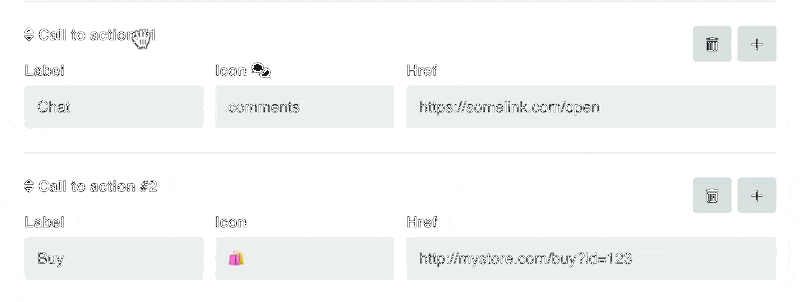 Call to action #1
Label Icon Href
Chat comments https://somelink.com/open
Call to action #2
Label Icon Href
Buy http://mystore.com/buy?id=123